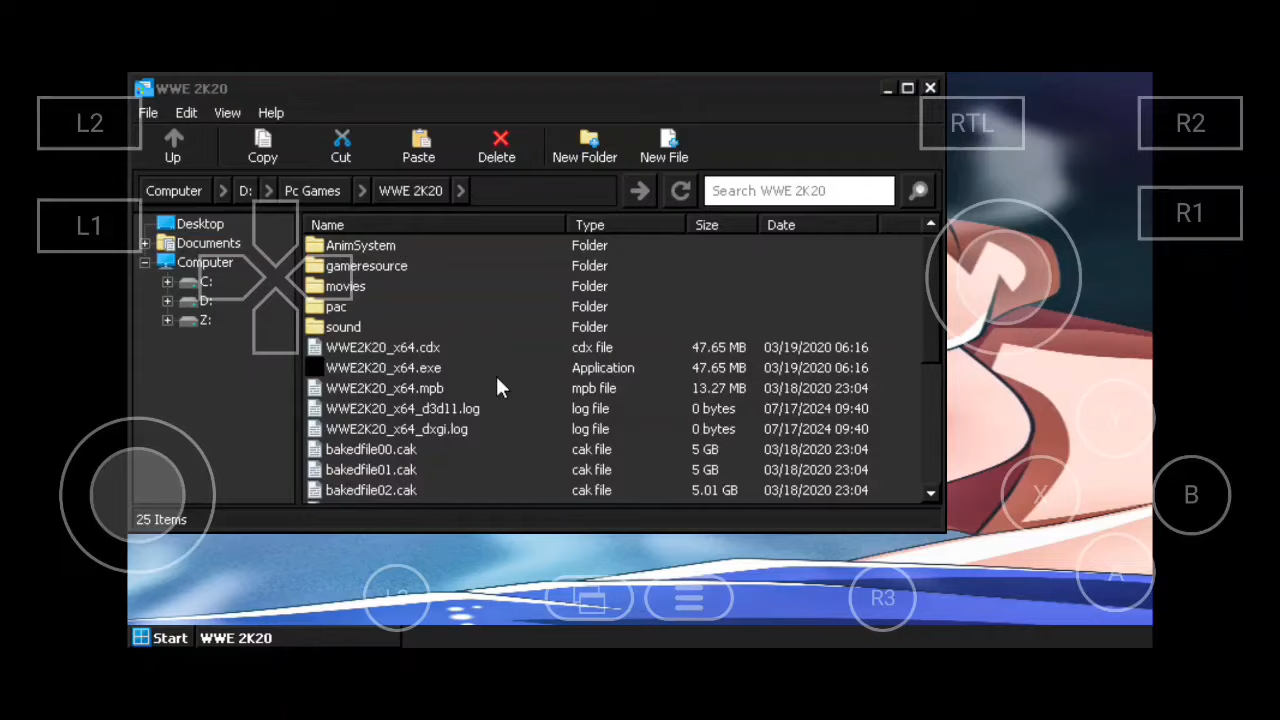 WWE 2K20
File Edit View Help
L2
RTL
R2
Up Copy Cut Paste Delete New Folder New File
Computer D: Pc Games WWE 2K20 Search WWE 2K20
L1
R1
Desktop
Documents
Computer
C:
D:
Z:
Name Type Size Date
AnimSystem Folder
gameresource Folder
movies Folder
pac Folder
sound Folder
WWE2K20_x64.cdx cdx file 47.65 MB 03/19/2020 06:16
WWE2K20_x64.exe Application 47.65 MB 03/19/2020 06:16
WWE2K20_x64.mpb mpb file 13.27 MB 03/18/2020 23:04
WWE2K20_x64_d3d11.log log file 0 bytes 07/17/2024 09:40
WWE2K20_x64_dxgi.log log file 0 bytes 07/17/2024 09:40
bakedfile00.cak cak file 5 GB 03/18/2020 23:04
bakedfile01.cak cak file 5 GB 03/18/2020 23:04
bakedfile02.cak cak file 5.01 GB 03/18/2020 23:04
25 Items
Y
X
B
A
L3
R3
Start WWE 2K20